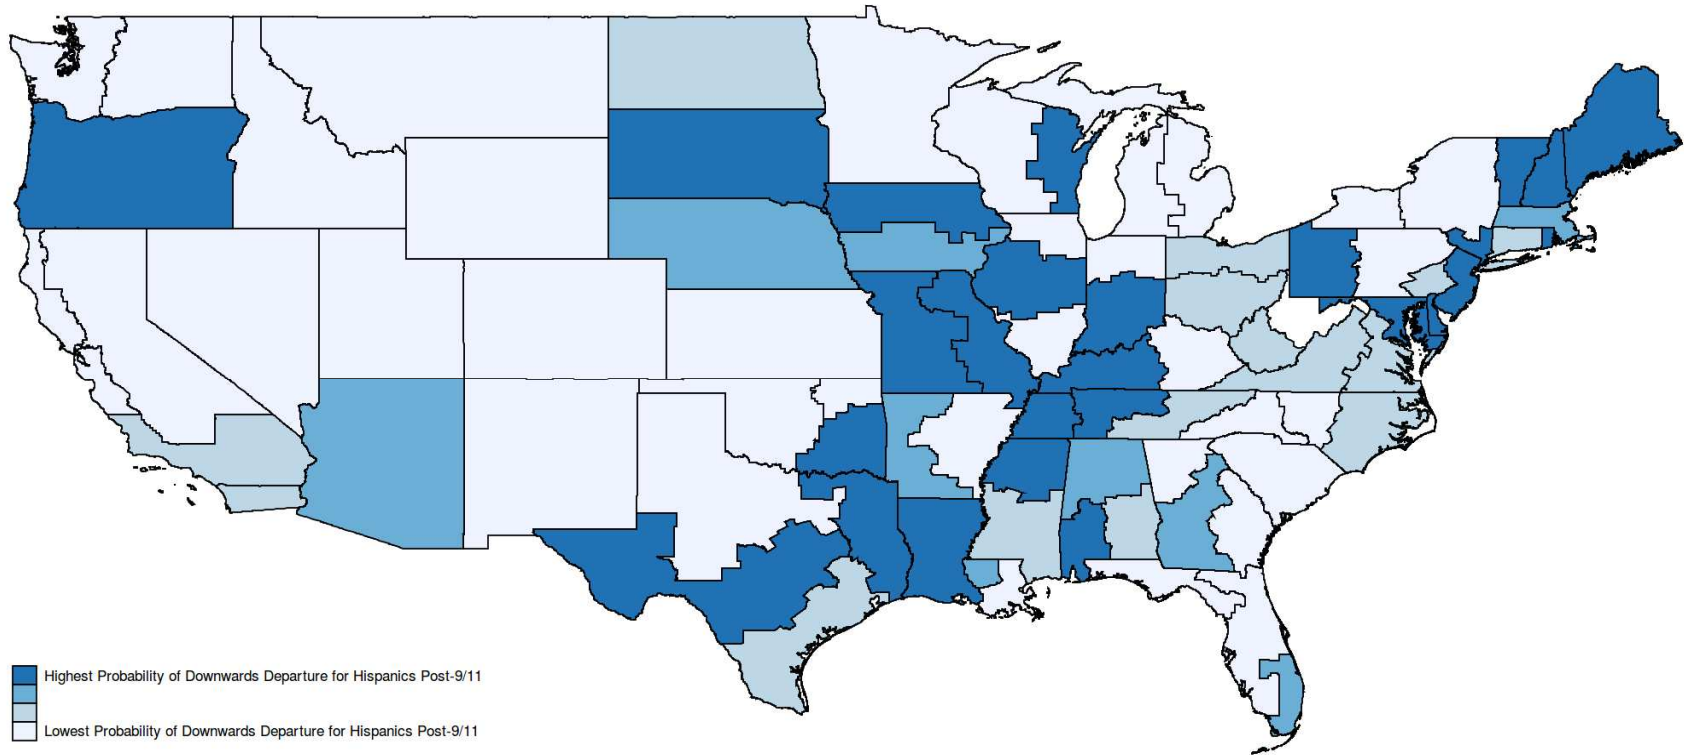 Highest Probability of Downwards Departure for Hispanics Post-9/11
Lowest Probability of Downwards Departure for Hispanics Post-9/11